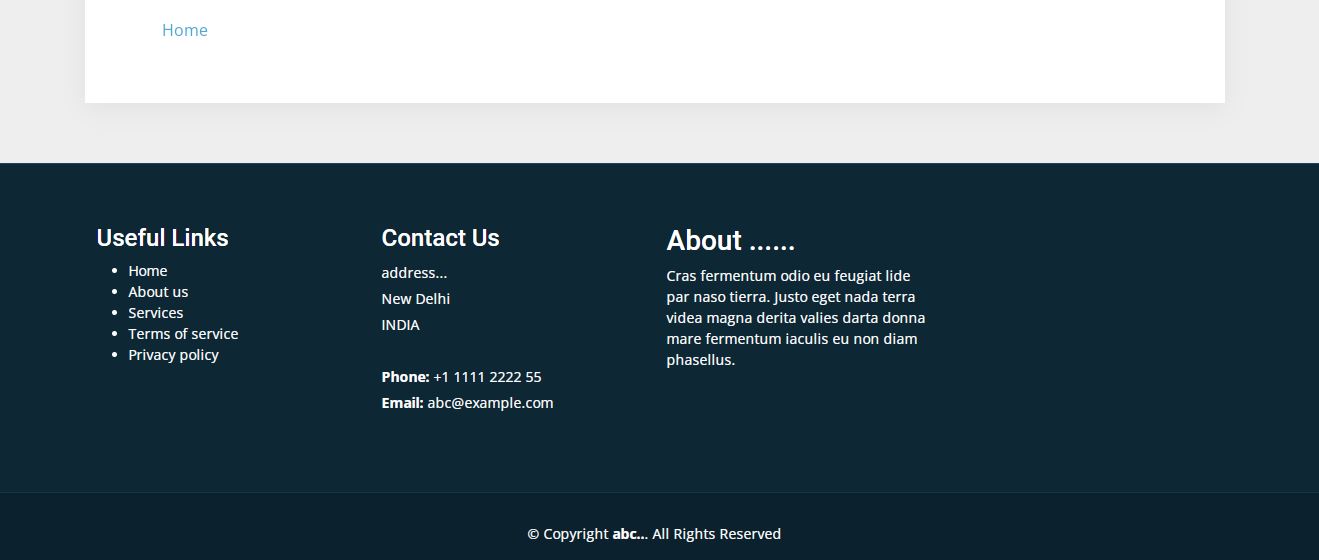 Home
Useful Links
Home
About us
Services
Terms of service
Privacy policy
Contact Us
address...
New Delhi
INDIA
Phone: +1 1111 2222 55
Email: abc@example.com
About ......
Cras fermentum odio eu feugiat lide
par naso tierra. Justo eget nada terra
videa magna derita valies darta donna
mare fermentum iaculis eu non diam
phasellus.
© Copyright abc... All Rights Reserved